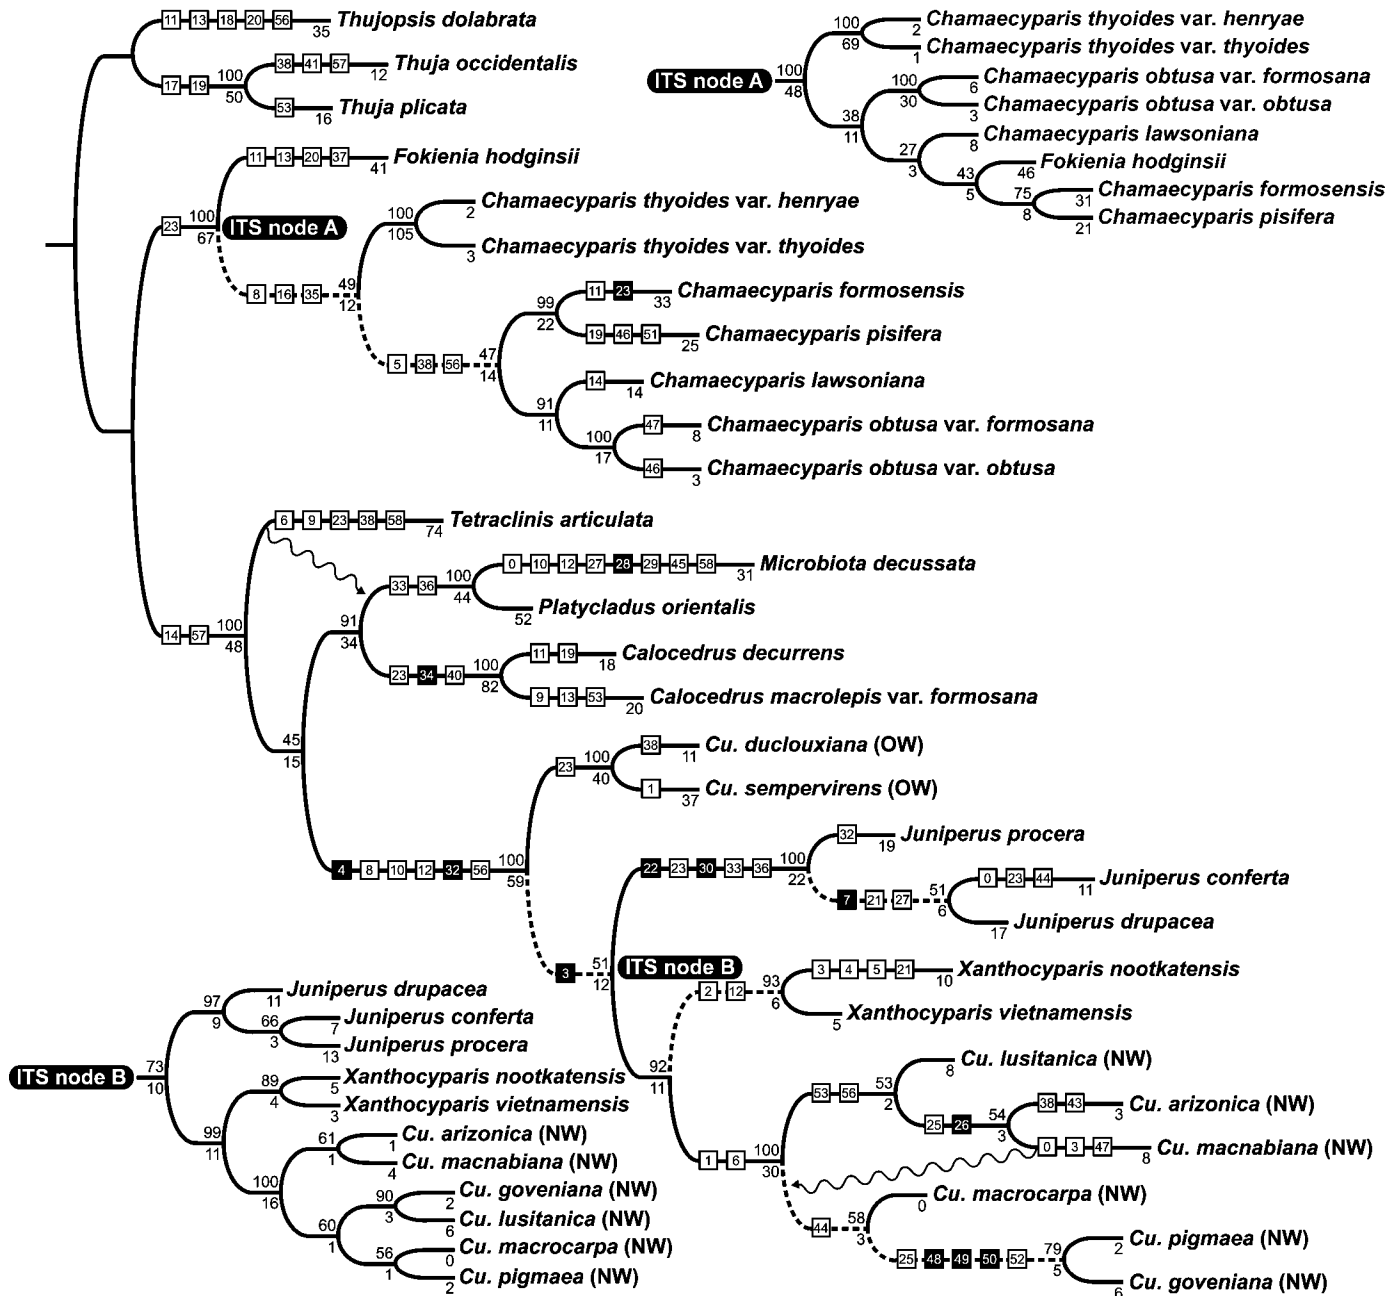 11 13 18 20 56 35 Thujopsis dolabrata
38 41 57 12 Thuja occidentalis
17 19 100 50
53 16 Thuja plicata
11 13 20 37 41 Fokienia hodginsii
23 100 67 ITS node A
2 Chamaecyparis thyoides var. henryae
100 105
3 Chamaecyparis thyoides var. thyoides
8 16 35 49 12
11 23 33 Chamaecyparis formosensis
99 22
19 46 51 25 Chamaecyparis pisifera
5 38 56 47 14
14 14 Chamaecyparis lawsoniana
91 11
47 8 Chamaecyparis obtusa var. formosana
100 17
46 3 Chamaecyparis obtusa var. obtusa
ITS node A 100 48
2 Chamaecyparis thyoides var. henryae
100 69
1 Chamaecyparis thyoides var. thyoides
6 Chamaecyparis obtusa var. formosana
100 30
3 Chamaecyparis obtusa var. obtusa
38 11
8 Chamaecyparis lawsoniana
27 3
46 Fokienia hodginsii
43 5
31 Chamaecyparis formosensis
75 8
21 Chamaecyparis pisifera
6 9 23 38 58 74 Tetraclinis articulata
0 10 12 27 28 29 45 58 31 Microbiota decussata
33 36 100 44
52 Platycladus orientalis
14 57 100 48
91 34
11 19 18 Calocedrus decurrens
23 34 40 100 82
9 13 53 20 Calocedrus macrolepis var. formosana
45 15
38 11 Cu. duclouxiana (OW)
23 100 40
1 37 Cu. sempervirens (OW)
4 8 10 12 32 56 100 59
32 19 Juniperus procera
22 23 30 33 36 100 22
0 23 44 11 Juniperus conferta
7 21 27 51 6
17 Juniperus drupacea
3 51 12 ITS node B
3 4 5 21 10 Xanthocyparis nootkatensis
2 12 93 6
5 Xanthocyparis vietnamensis
92 11
8 Cu. lusitanica (NW)
53 56 53 2
38 43 3 Cu. arizonica (NW)
25 26 54 3
0 3 47 8 Cu. macnabiana (NW)
1 6 100 30
0 Cu. macrocarpa (NW)
44 58 3
2 Cu. pigmaea (NW)
25 48 49 50 52 79 5
6 Cu. goveniana (NW)
ITS node B 73 10
11 Juniperus drupacea
97 9
7 Juniperus conferta
66 3
13 Juniperus procera
5 Xanthocyparis nootkatensis
89 4
3 Xanthocyparis vietnamensis
99 11
1 Cu. arizonica (NW)
61 1
4 Cu. macnabiana (NW)
100 16
2 Cu. goveniana (NW)
90 3
6 Cu. lusitanica (NW)
60 1
0 Cu. macrocarpa (NW)
56 1
2 Cu. pigmaea (NW)